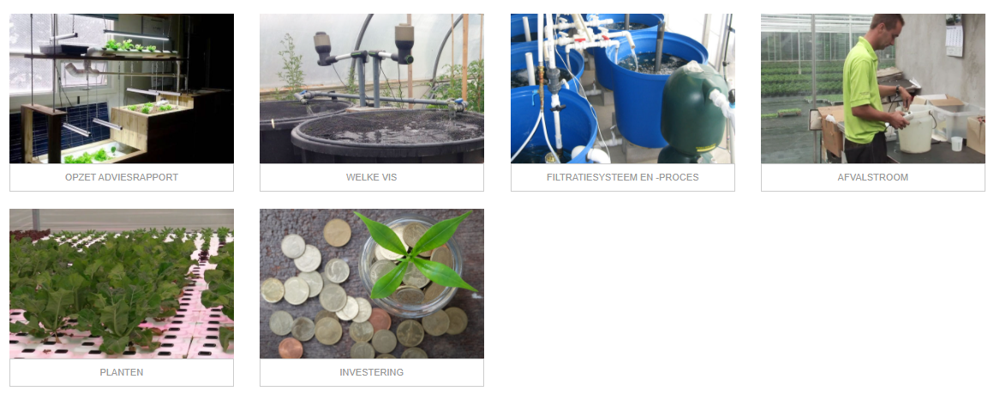 OPZET ADVIESRAPPORT
WELKE VIS
FILTRATIESYSTEEM EN -PROCES
AFVALSTROOM
PLANTEN
INVESTERING